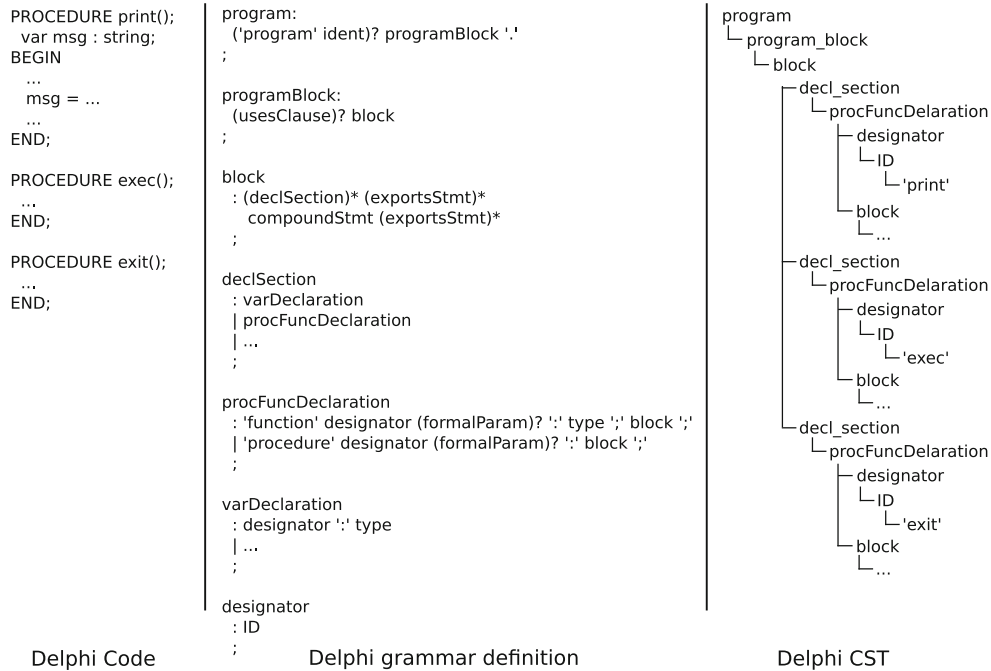 PROCEDURE print();
var msg : string;
BEGIN
...
msg = ...
...
END;
PROCEDURE exec();
...
END;
PROCEDURE exit();
...
END;
Delphi Code
program:
('program' ident)? programBlock '.'
;
programBlock:
(usesClause)? block
;
block
: (declSection)* (exportsStmt)*
compoundStmt (exportsStmt)*
;
declSection
: varDeclaration
| procFuncDeclaration
| ...
;
procFuncDeclaration
: 'function' designator (formalParam)? ':' type ';' block ';'
| 'procedure' designator (formalParam)? ':' block ';'
;
varDeclaration
: designator ':' type
| ...
;
designator
: ID
;
Delphi grammar definition
program
program_block
block
decl_section
procFuncDelaration
designator
ID
'print'
block
...
decl_section
procFuncDelaration
designator
ID
'exec'
block
...
decl_section
procFuncDelaration
designator
ID
'exit'
block
...
Delphi CST